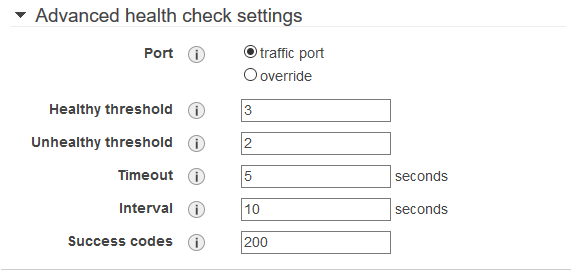 Advanced health check settings
Port i traffic port
override
Healthy threshold i 3
Unhealthy threshold i 2
Timeout i 5 seconds
Interval i 10 seconds
Success codes i 200